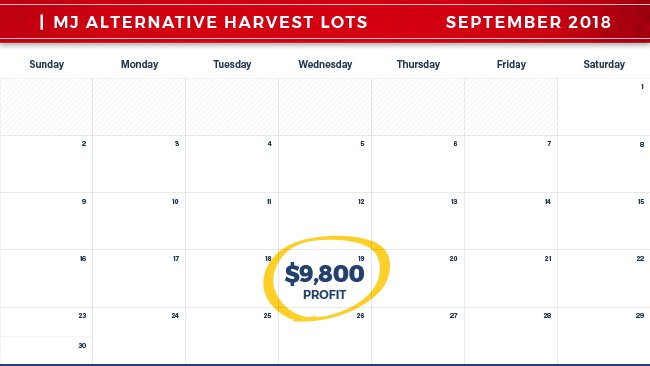 | MJ ALTERNATIVE HARVEST LOTS SEPTEMBER 2018
Sunday Monday Tuesday Wednesday Thursday Friday Saturday
1
2 3 4 5 6 7 8
9 10 11 12 13 14 15
16 17 18 19 20 21 22
$9,800
PROFIT
23 24 25 26 27 28 29
30